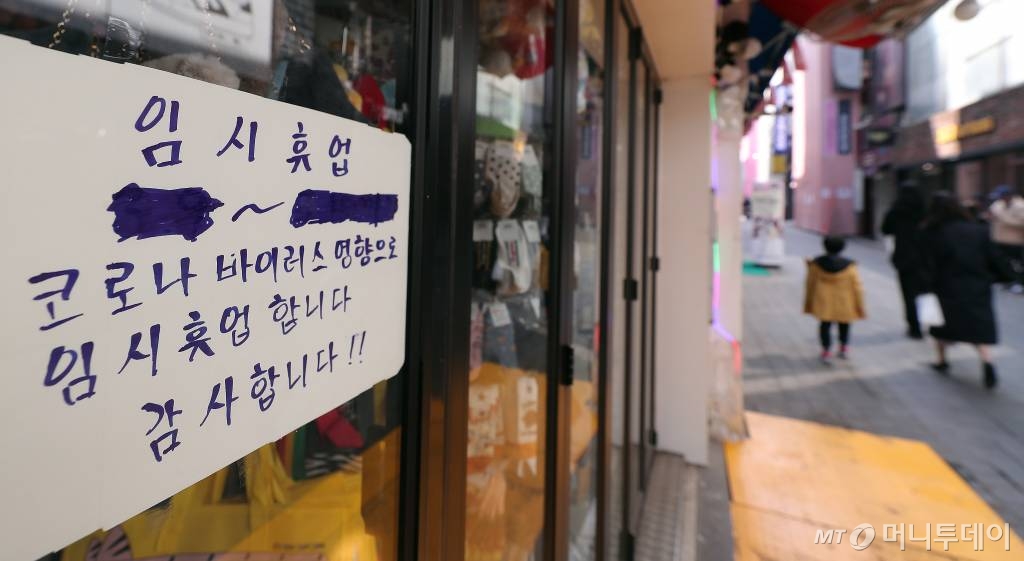 임시휴업
~
코로나 바이러스 영향으로
임시휴업 합니다
감사합니다!!
MT 머니투데이